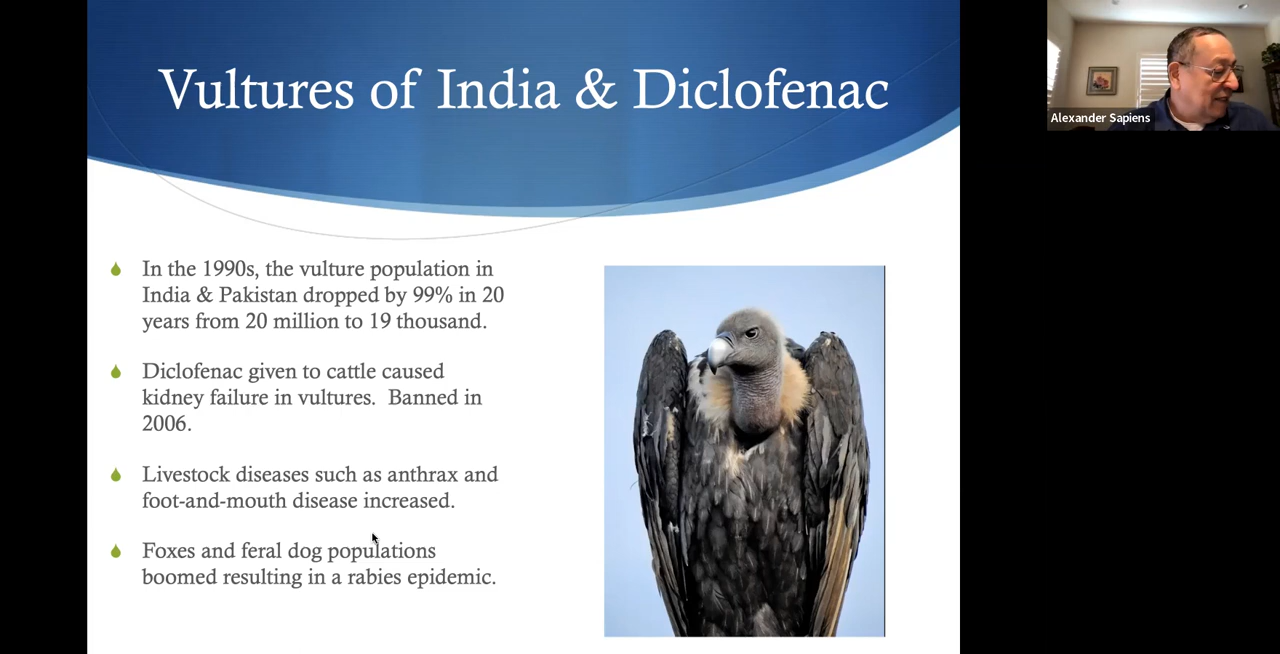 Vultures of India & Diclofenac
Alexander Sapiens
In the 1990s, the vulture population in
India & Pakistan dropped by 99% in 20
years from 20 million to 19 thousand.
Diclofenac given to cattle caused
kidney failure in vultures.  Banned in
2006.
Livestock diseases such as anthrax and
foot-and-mouth disease increased.
Foxes and feral dog populations
boomed resulting in a rabies epidemic.